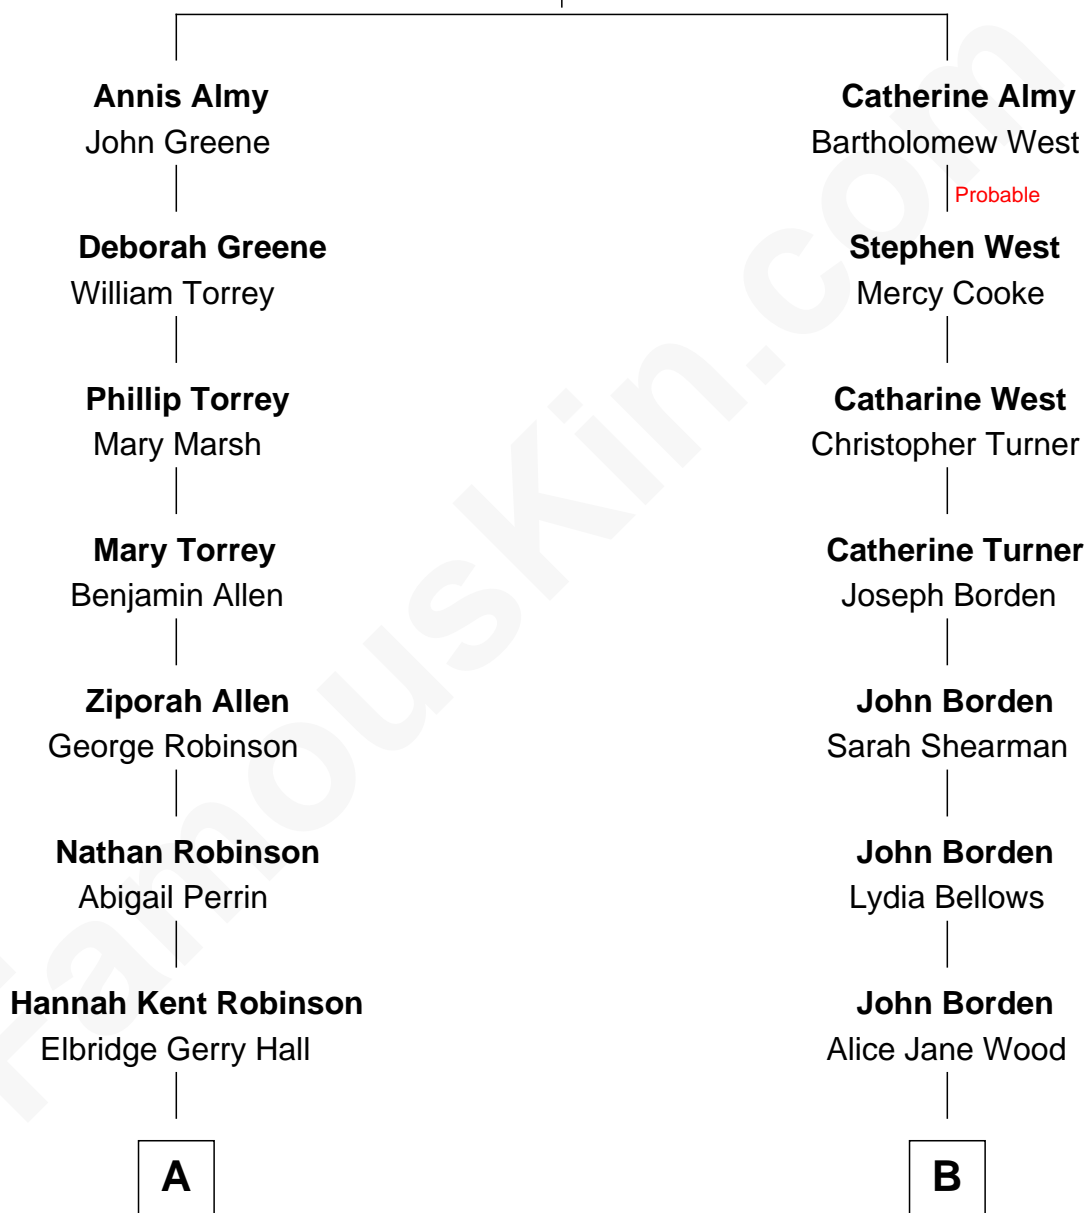 Annis Almy
John Greene
Deborah Greene
William Torrey
Phillip Torrey
Mary Marsh
Mary Torrey
Benjamin Allen
Ziporah Allen
George Robinson
Nathan Robinson
Abigail Perrin
Hannah Kent Robinson
Elbridge Gerry Hall
A
Catherine Almy
Bartholomew West
Probable
Stephen West
Mercy Cooke
Catharine West
Christopher Turner
Catherine Turner
Joseph Borden
John Borden
Sarah Shearman
John Borden
Lydia Bellows
John Borden
Alice Jane Wood
B
FamousKin.com